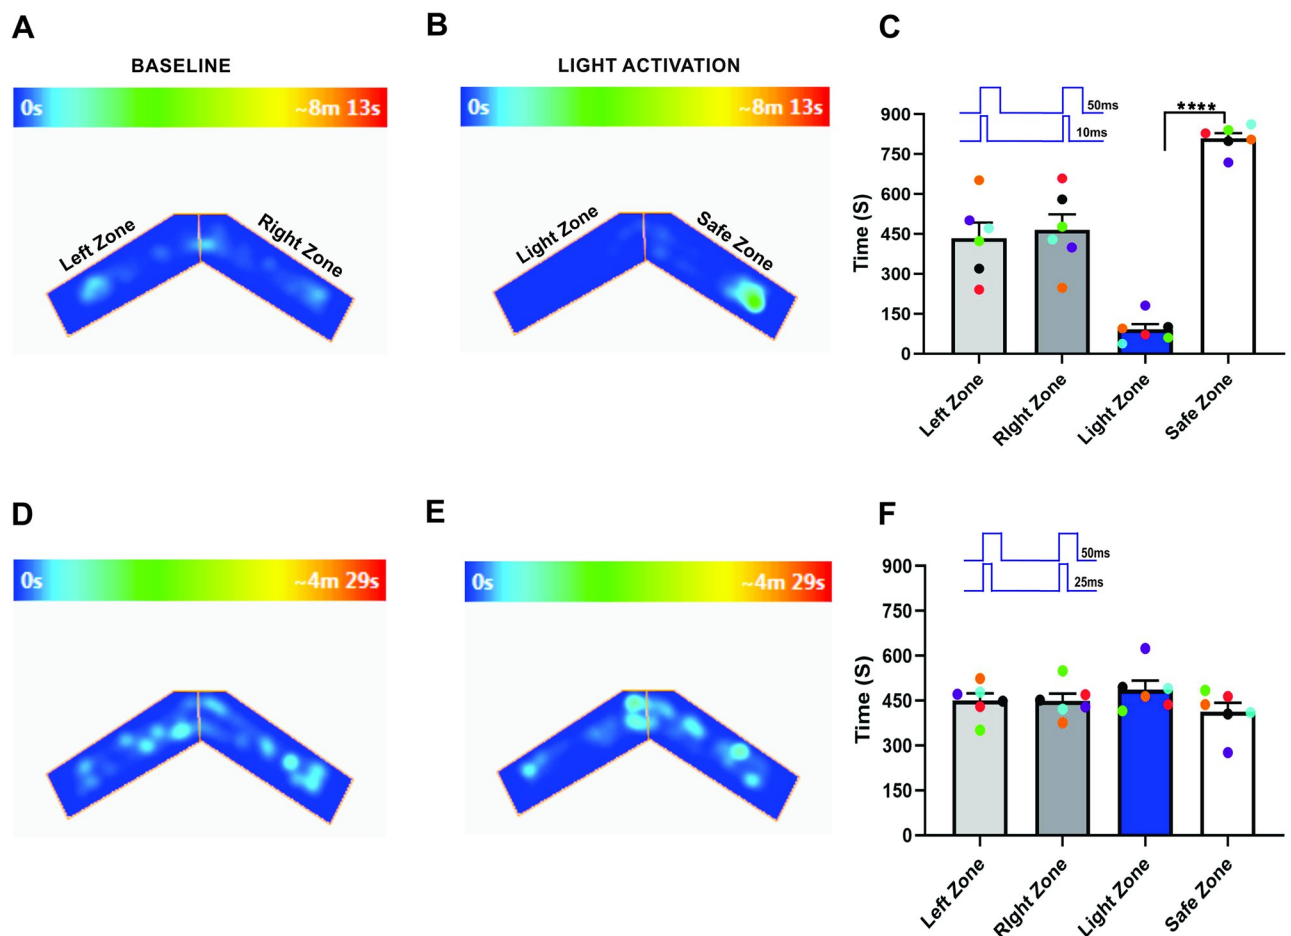 A
BASELINE
0s ~8m 13s
Left Zone
Right Zone
B
LIGHT ACTIVATION
0s ~8m 13s
Light Zone
Safe Zone
C
50ms
10ms
****
Time (S)
900
750
600
450
300
150
0
Left Zone
RIght Zone
Light Zone
Safe Zone
D
0s ~4m 29s
E
0s ~4m 29s
F
50ms
25ms
Time (S)
900
750
600
450
300
150
0
Left Zone
RIght Zone
Light Zone
Safe Zone